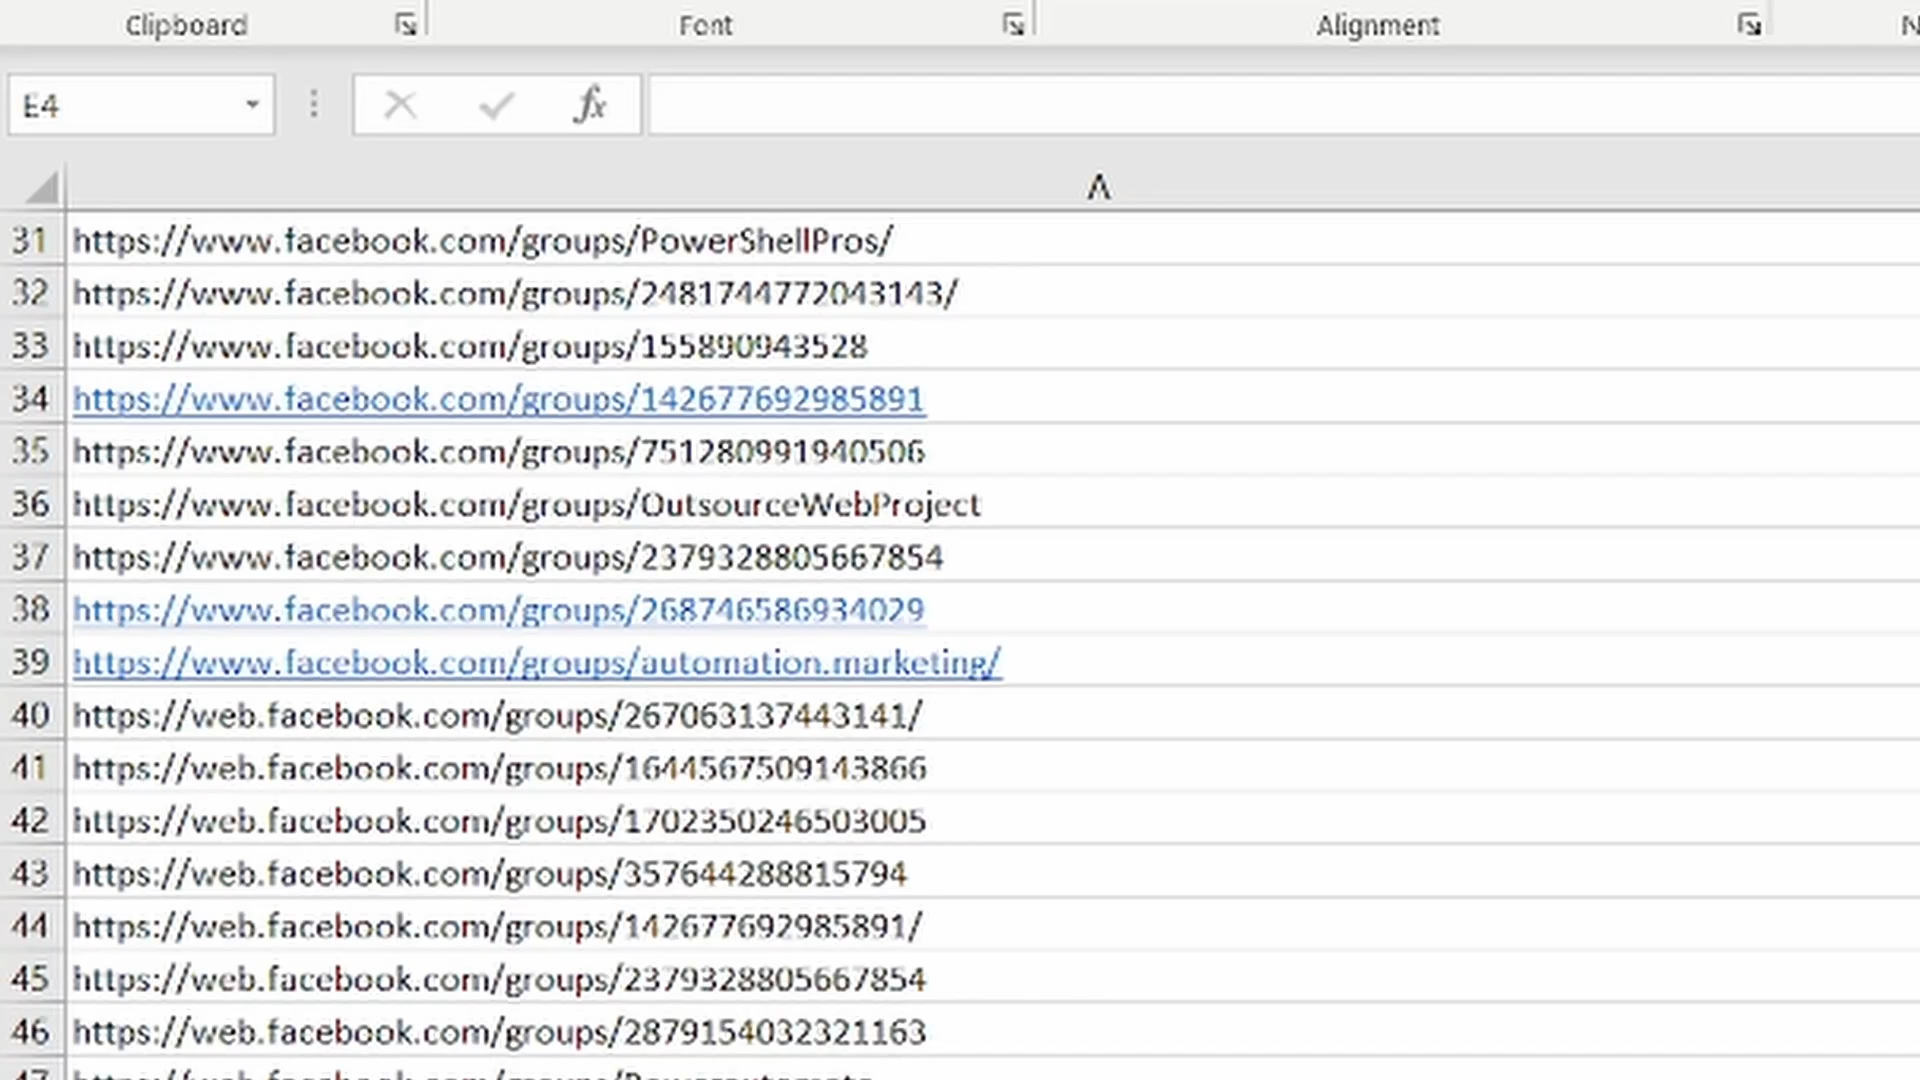 Clipboard Font Alignment N
E4 fx
A
31 https://www.facebook.com/groups/PowerShellPros/
32 https://www.facebook.com/groups/2481744772043143/
33 https://www.facebook.com/groups/155890943528
34 https://www.facebook.com/groups/142677692985891
35 https://www.facebook.com/groups/751280991940506
36 https://www.facebook.com/groups/OutsourceWebProject
37 https://www.facebook.com/groups/2379328805667854
38 https://www.facebook.com/groups/268746586934029
39 https://www.facebook.com/groups/automation.marketing/
40 https://web.facebook.com/groups/267063137443141/
41 https://web.facebook.com/groups/1644567509143866
42 https://web.facebook.com/groups/1702350246503005
43 https://web.facebook.com/groups/357644288815794
44 https://web.facebook.com/groups/142677692985891/
45 https://web.facebook.com/groups/2379328805667854
46 https://web.facebook.com/groups/2879154032321163